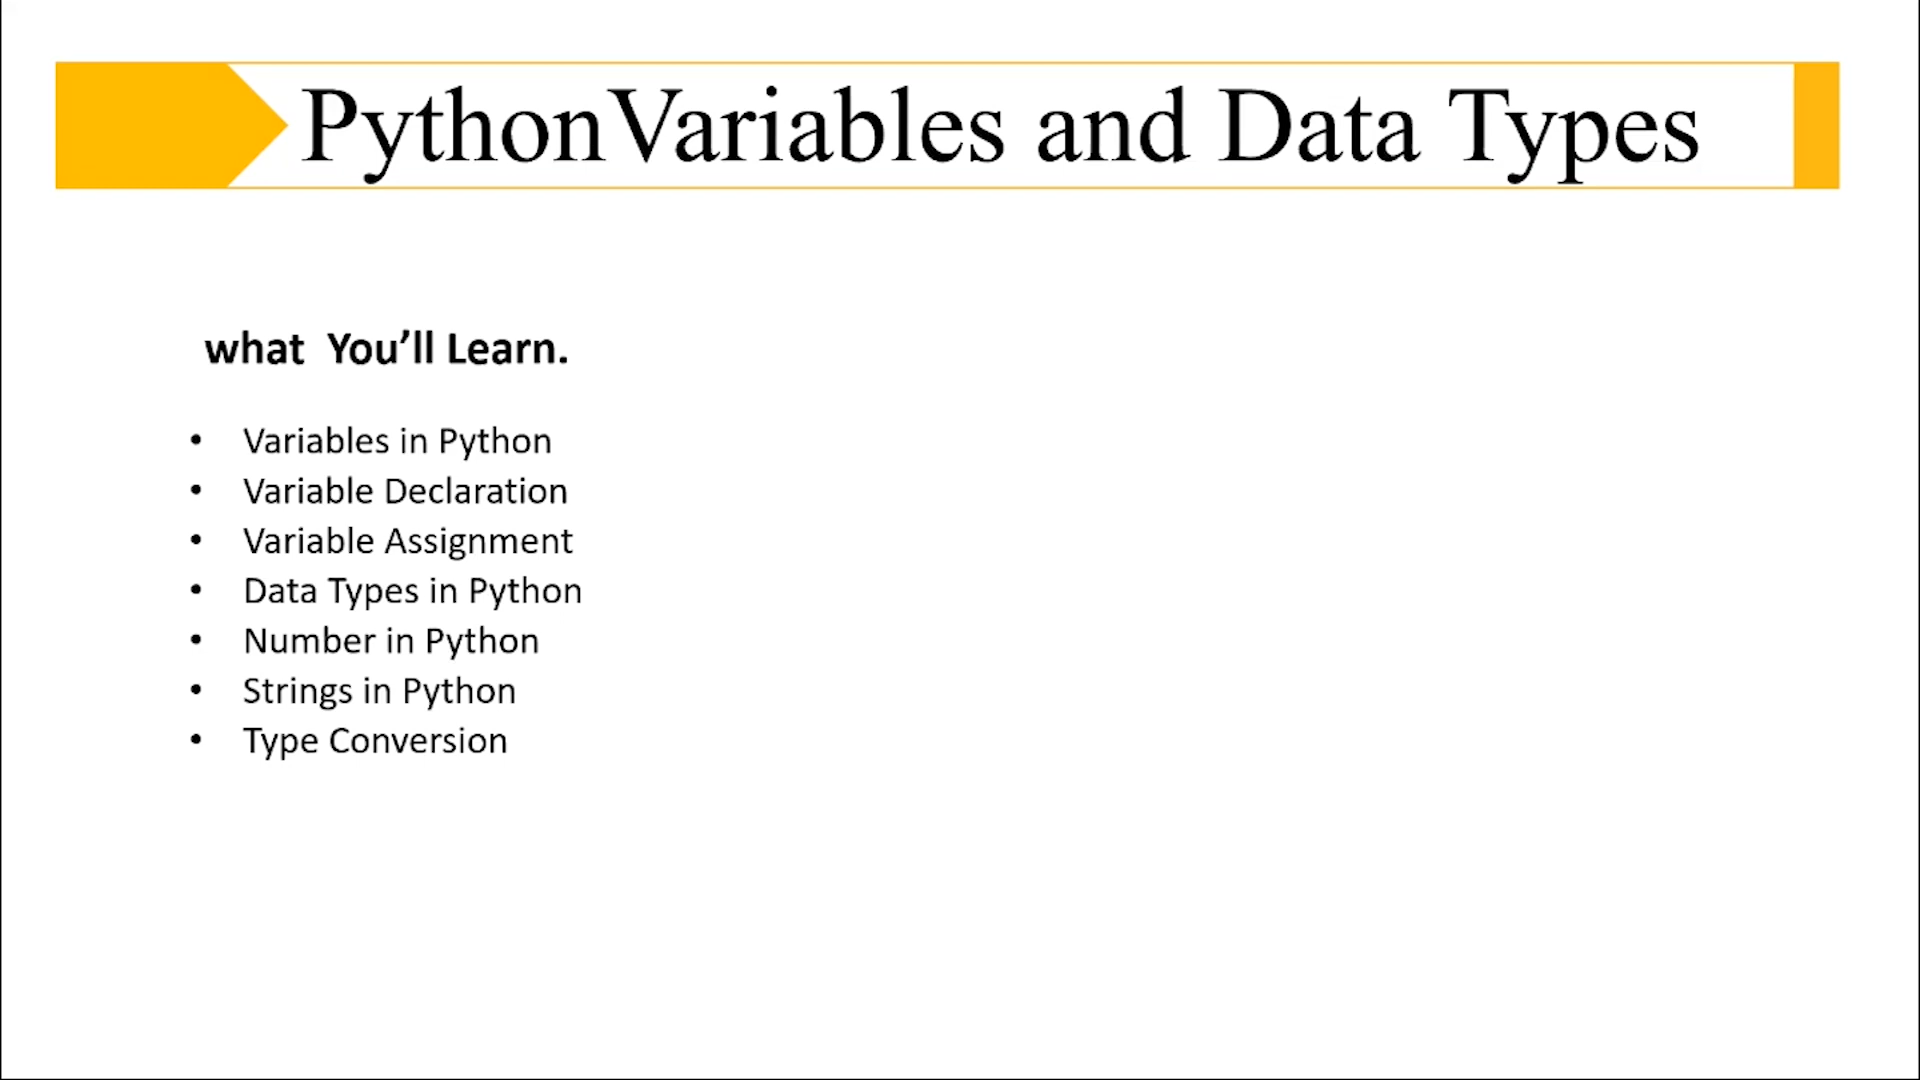 PythonVariables and Data Types
what  You’ll Learn.
• Variables in Python
• Variable Declaration
• Variable Assignment
• Data Types in Python
• Number in Python
• Strings in Python
• Type Conversion